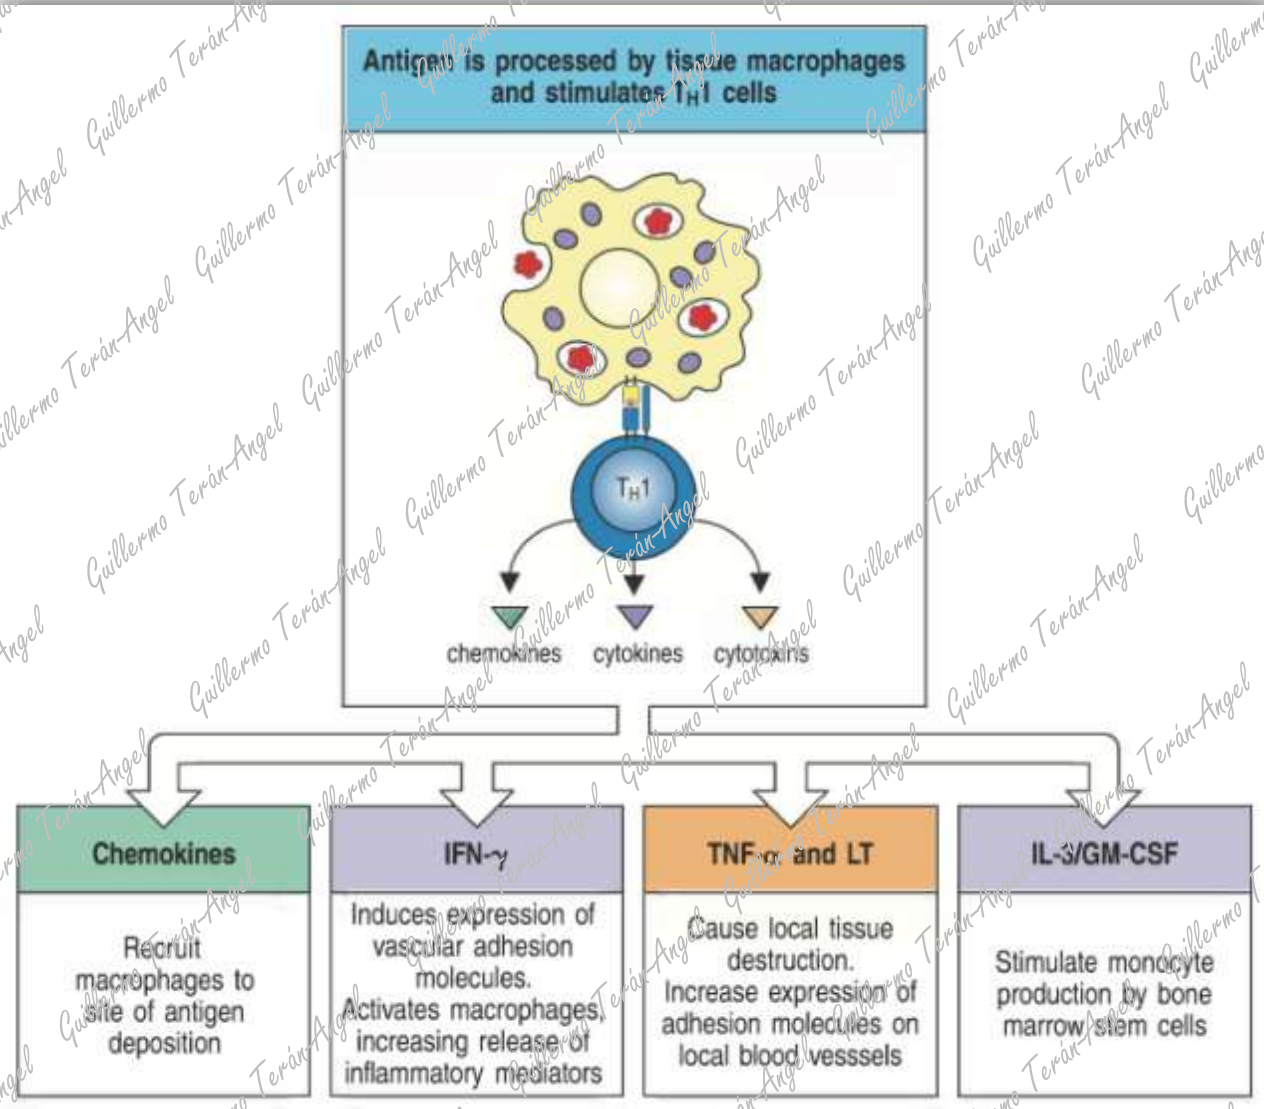 Antigen is processed by tissue macrophages
and stimulates TH1 cells
TH1
chemokines
cytokines
cytotoxins
Chemokines
Recruit
macrophages to
site of antigen
deposition
IFN-γ
Induces expression of
vascular adhesion
molecules.
Activates macrophages,
increasing release of
inflammatory mediators
TNF-α and LT
Cause local tissue
destruction.
Increase expression of
adhesion molecules on
local blood vesssels
IL-3/GM-CSF
Stimulate monocyte
production by bone
marrow stem cells
Guillermo Terán-Angel